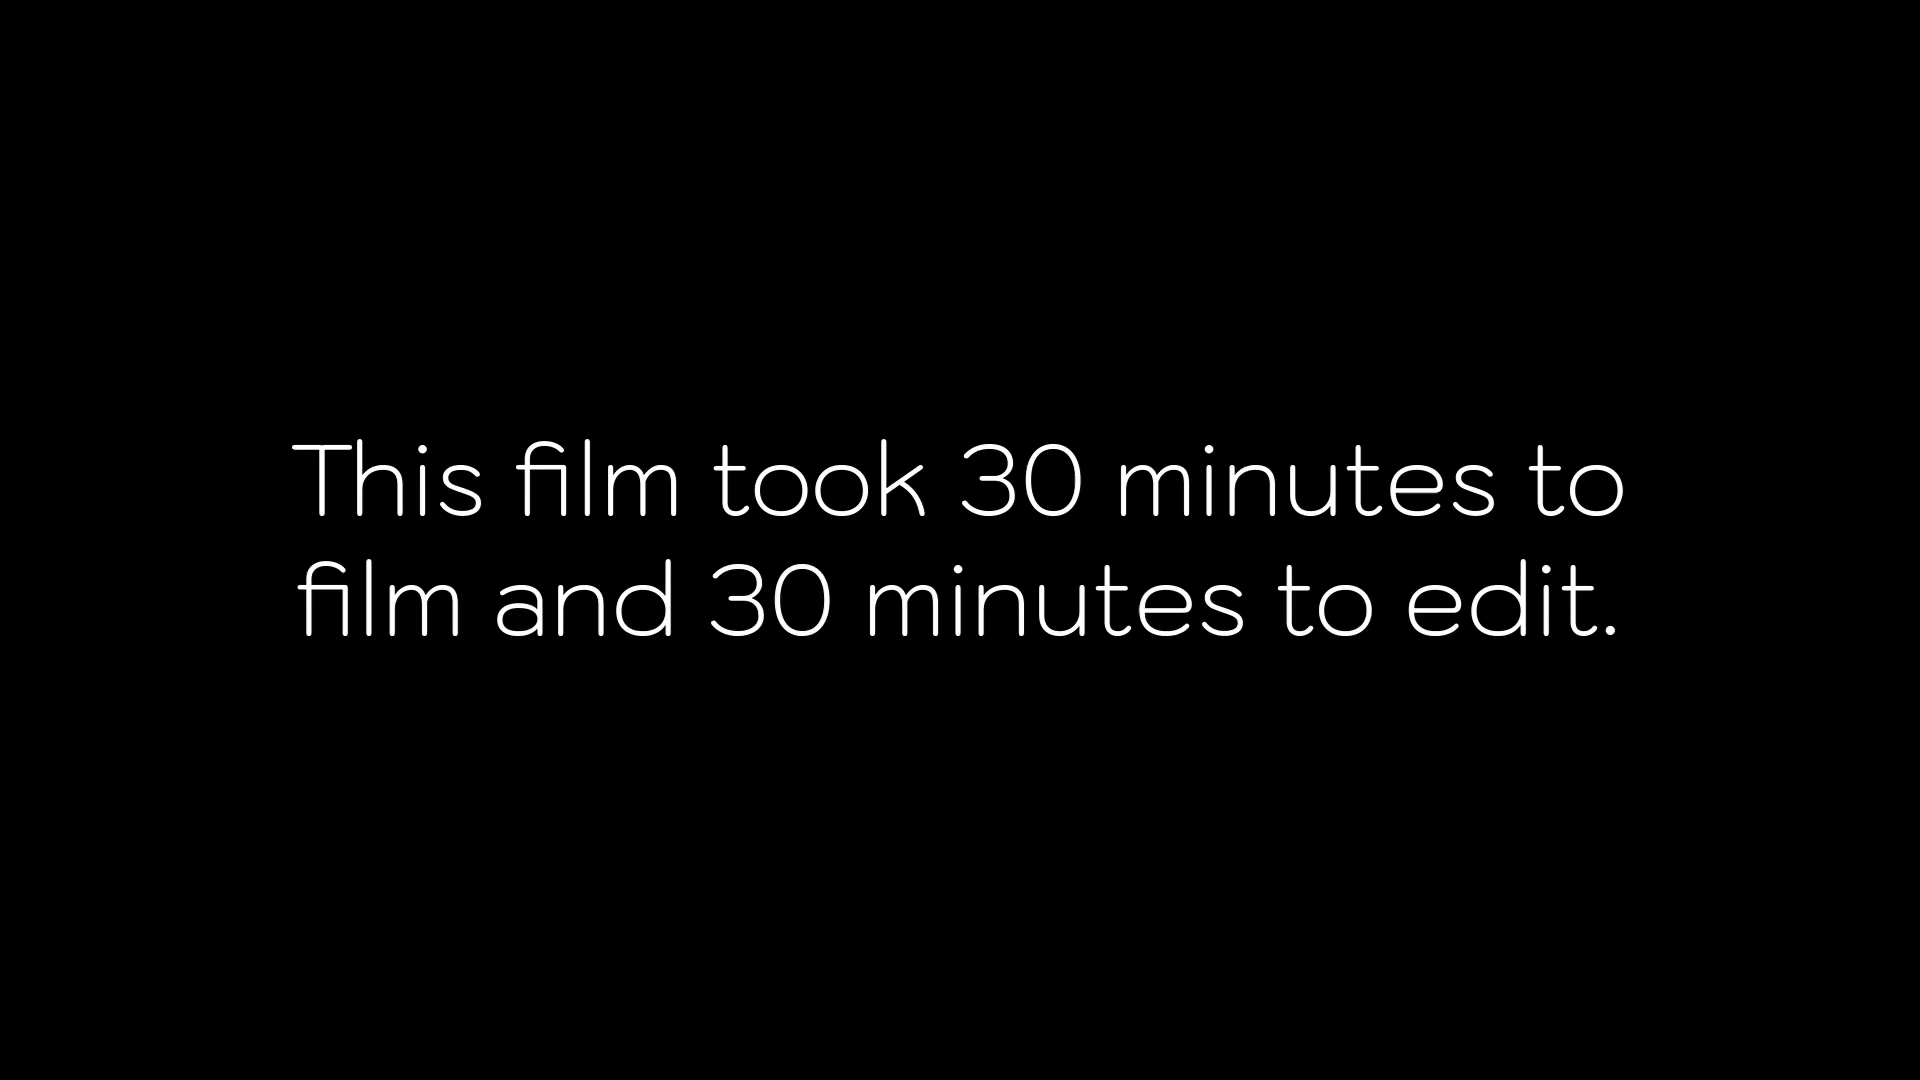 This film took 30 minutes to
film and 30 minutes to edit.